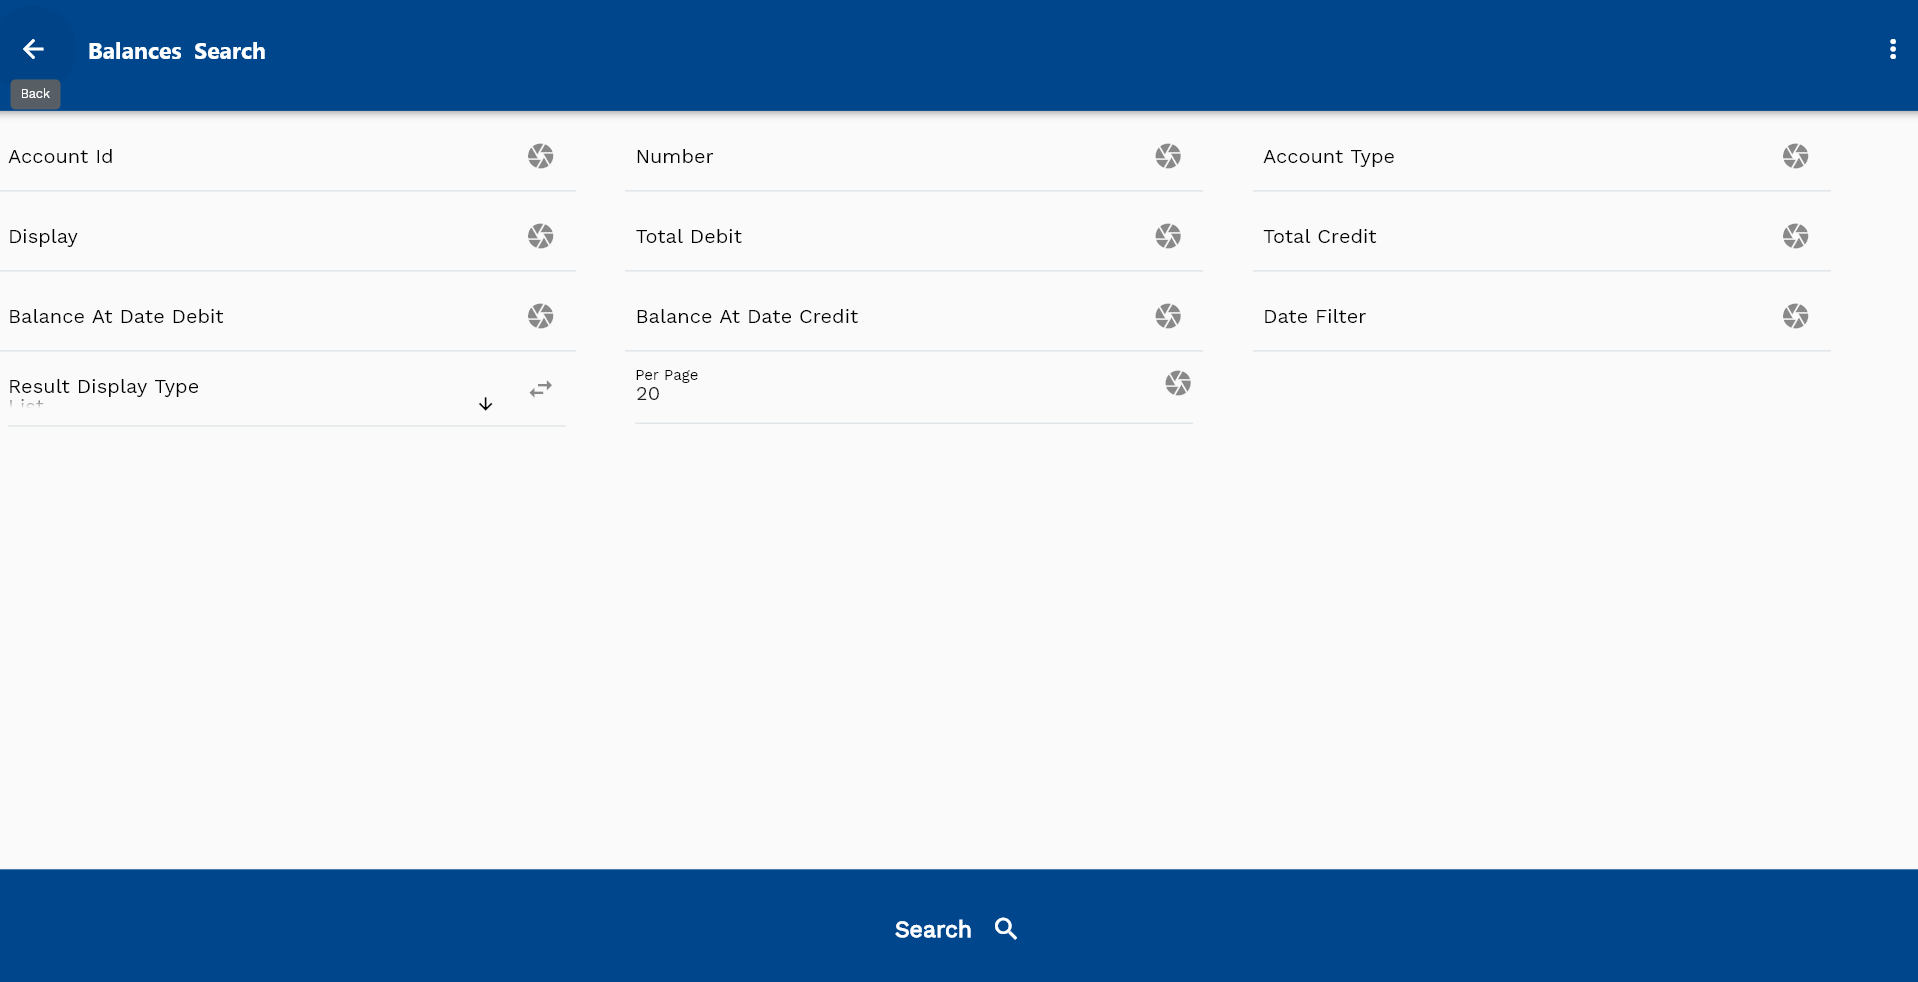 Balances Search
Back
Account Id
Number
Account Type
Display
Total Debit
Total Credit
Balance At Date Debit
Balance At Date Credit
Date Filter
Result Display Type
List
Per Page
20
Search